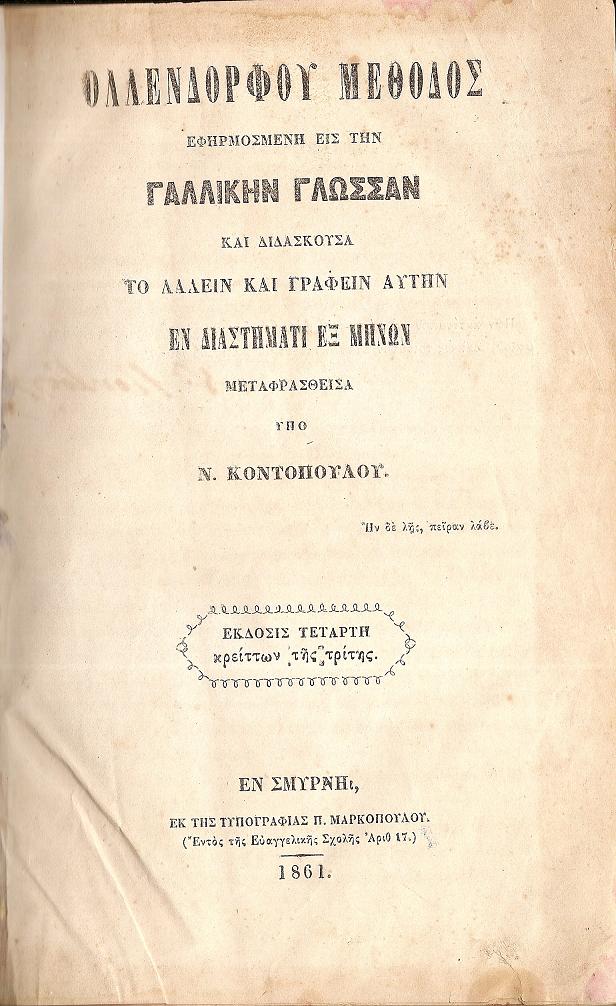 ΟΛΛΕΝΔΟΡΦΟΥ ΜΕΘΟΔΟΣ
ΕΦΗΡΜΟΣΜΕΝΗ ΕΙΣ ΤΗΝ
ΓΑΛΛΙΚΗΝ ΓΛΩΣΣΑΝ
ΚΑΙ ΔΙΔΑΣΚΟΥΣΑ
ΤΟ ΛΑΛΕΙΝ ΚΑΙ ΓΡΑΦΕΙΝ ΑΥΤΗΝ
ΕΝ ΔΙΑΣΤΗΜΑΤΙ ΕΞ ΜΗΝΩΝ
ΜΕΤΑΦΡΑΣΘΕΙΣΑ
ΥΠΟ
Ν. ΚΟΝΤΟΠΟΥΛΟΥ.
Ἢν δὲ λῇς, πεῖραν λάβε.
ΕΚΔΟΣΙΣ ΤΕΤΑΡΤΗ
κρείττων τῆς τρίτης.
ΕΝ ΣΜΥΡΝΗι,
ΕΚ ΤΗΣ ΤΥΠΟΓΡΑΦΙΑΣ Π. ΜΑΡΚΟΠΟΥΛΟΥ.
(Ἐντὸς τῆς Εὐαγγελικῆς Σχολῆς Ἀριθ 17.)
1861.